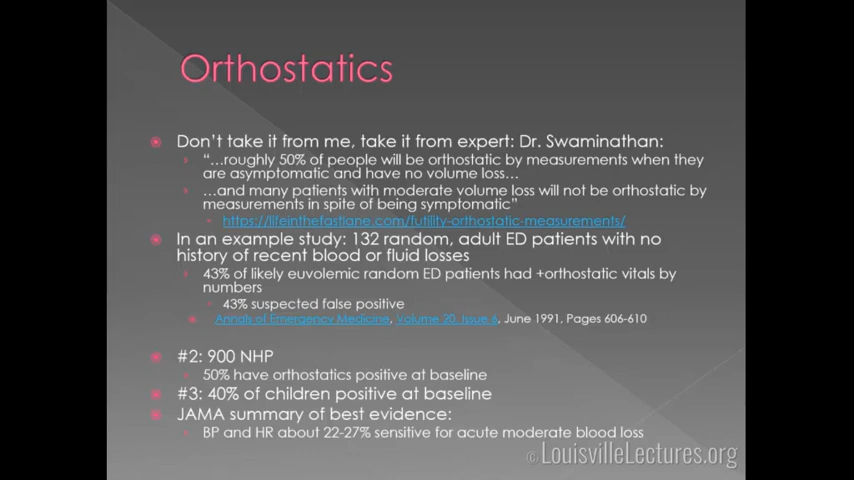 Orthostatics
Don't take it from me, take it from expert: Dr. Swaminathan:
"…roughly 50% of people will be orthostatic by measurements when they
are asymptomatic and have no volume loss…
…and many patients with moderate volume loss will not be orthostatic by
measurements in spite of being symptomatic"
https://lifeinthefastlane.com/futility-orthostatic-measurements/
In an example study: 132 random, adult ED patients with no
history of recent blood or fluid losses
43% of likely euvolemic random ED patients had +orthostatic vitals by
numbers
43% suspected false positive
Annals of Emergency Medicine, Volume 20, Issue 6, June 1991, Pages 606-610
#2: 900 NHP
50% have orthostatics positive at baseline
#3: 40% of children positive at baseline
JAMA summary of best evidence:
BP and HR about 22-27% sensitive for acute moderate blood loss
© LouisvilleLectures.org